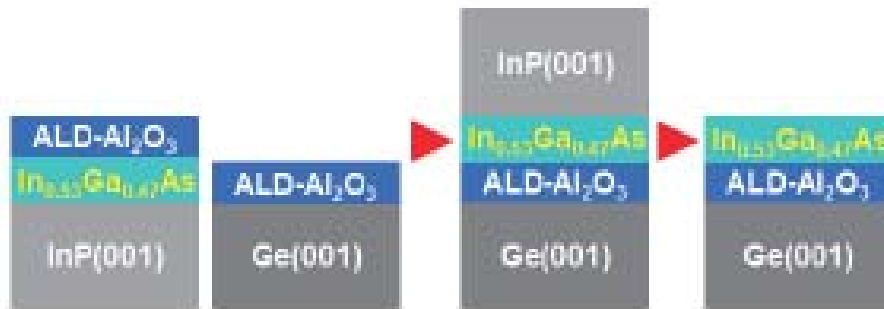 ALD-Al₂O₃
In₀.₅₃Ga₀.₄₇As
InP(001)
ALD-Al₂O₃
Ge(001)
InP(001)
In₀.₅₃Ga₀.₄₇As
ALD-Al₂O₃
Ge(001)
In₀.₅₃Ga₀.₄₇As
ALD-Al₂O₃
Ge(001)